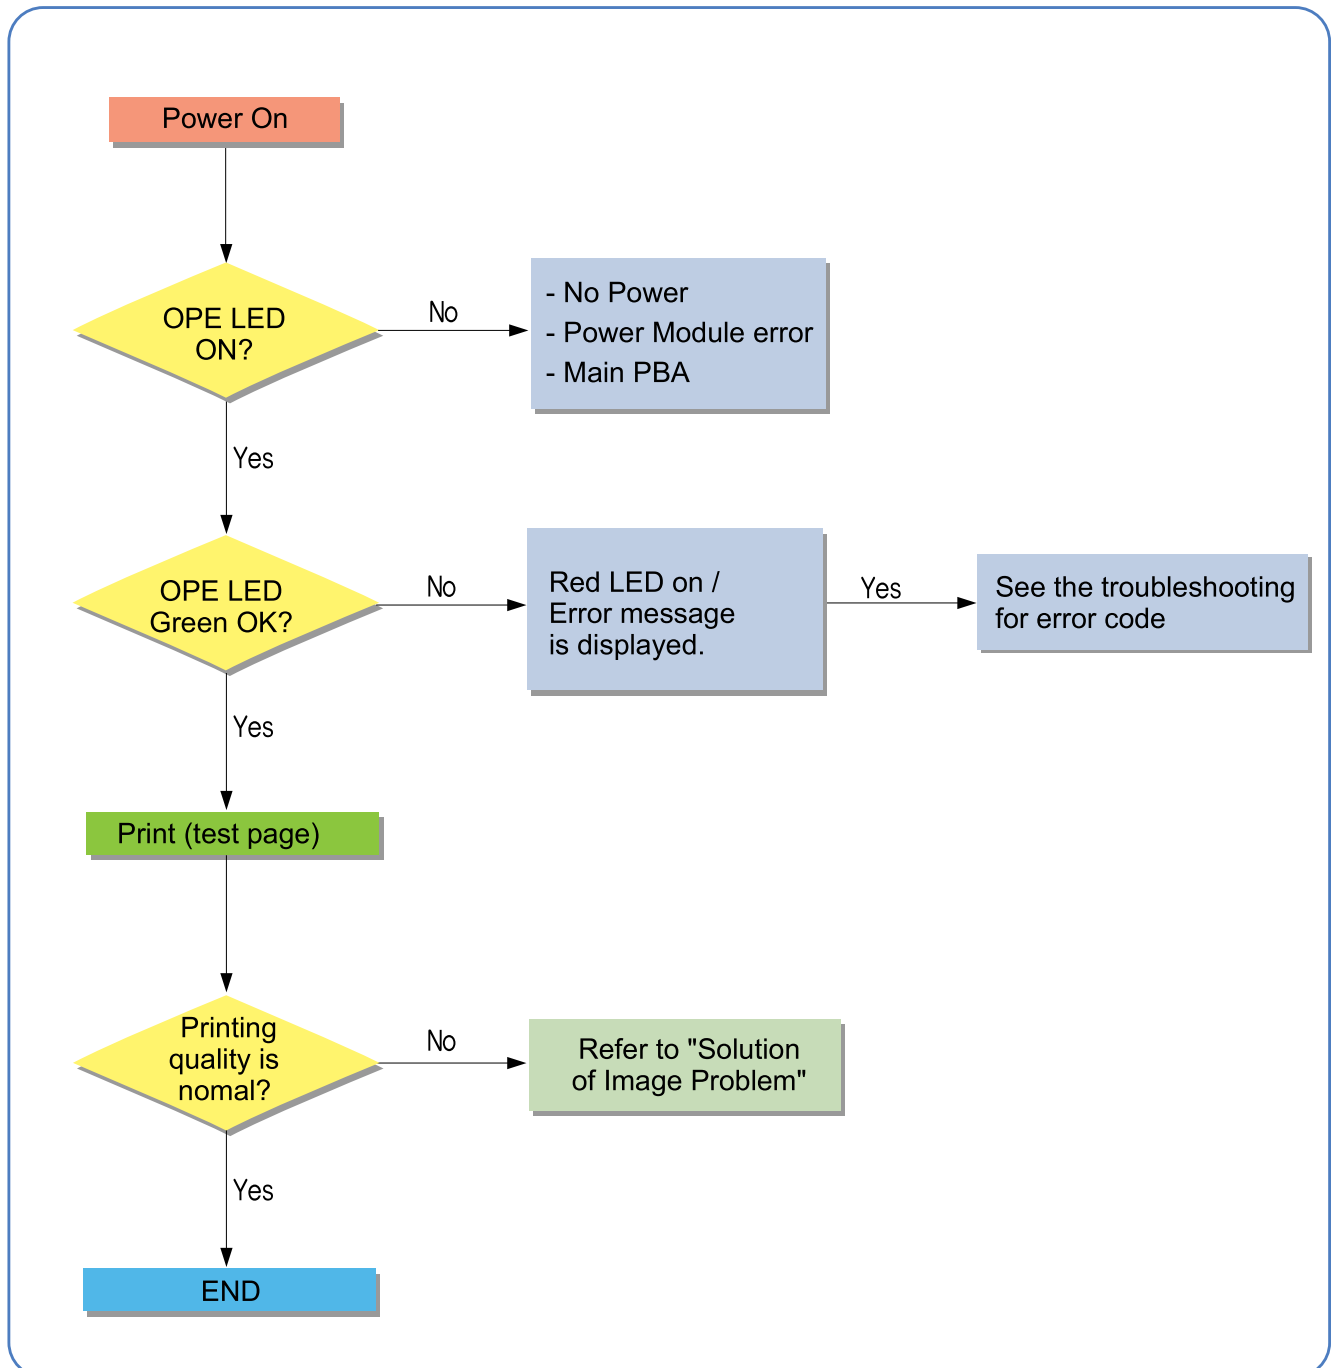 Power On
OPE LED
ON?
No
- No Power
- Power Module error
- Main PBA
Yes
OPE LED
Green OK?
No
Red LED on /
Error message
is displayed.
Yes
See the troubleshooting
for error code
Yes
Print (test page)
Printing
quality is
nomal?
No
Refer to "Solution
of Image Problem"
Yes
END